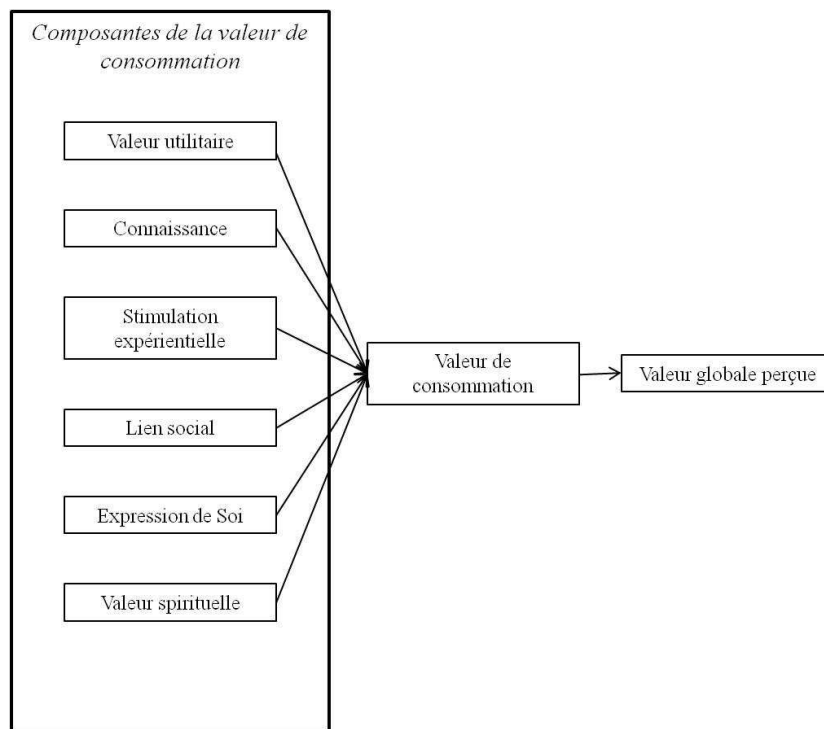 Composantes de la valeur de
consommation
Valeur utilitaire
Connaissance
Stimulation
expérientielle
Lien social
Expression de Soi
Valeur spirituelle
Valeur de
consommation
Valeur globale perçue